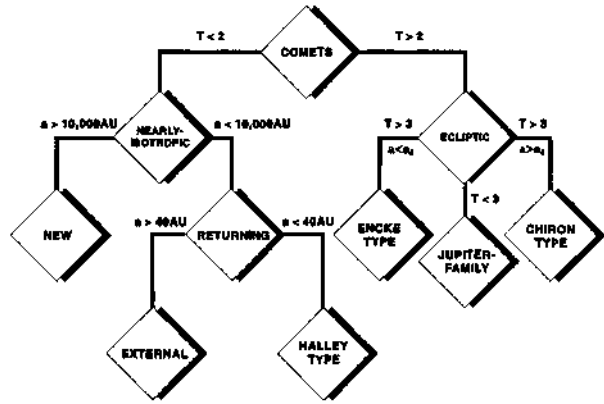 T < 2
T > 2
COMETS
a > 10,000AU
NEARLY-
ISOTROPIC
a < 10,000AU
T > 3
a<aⱼ
ECLIPTIC
T > 3
a>aⱼ
T < 3
NEW
a > 40AU
RETURNING
a < 40AU
ENCKE
TYPE
JUPITER-
FAMILY
CHIRON
TYPE
EXTERNAL
HALLEY
TYPE